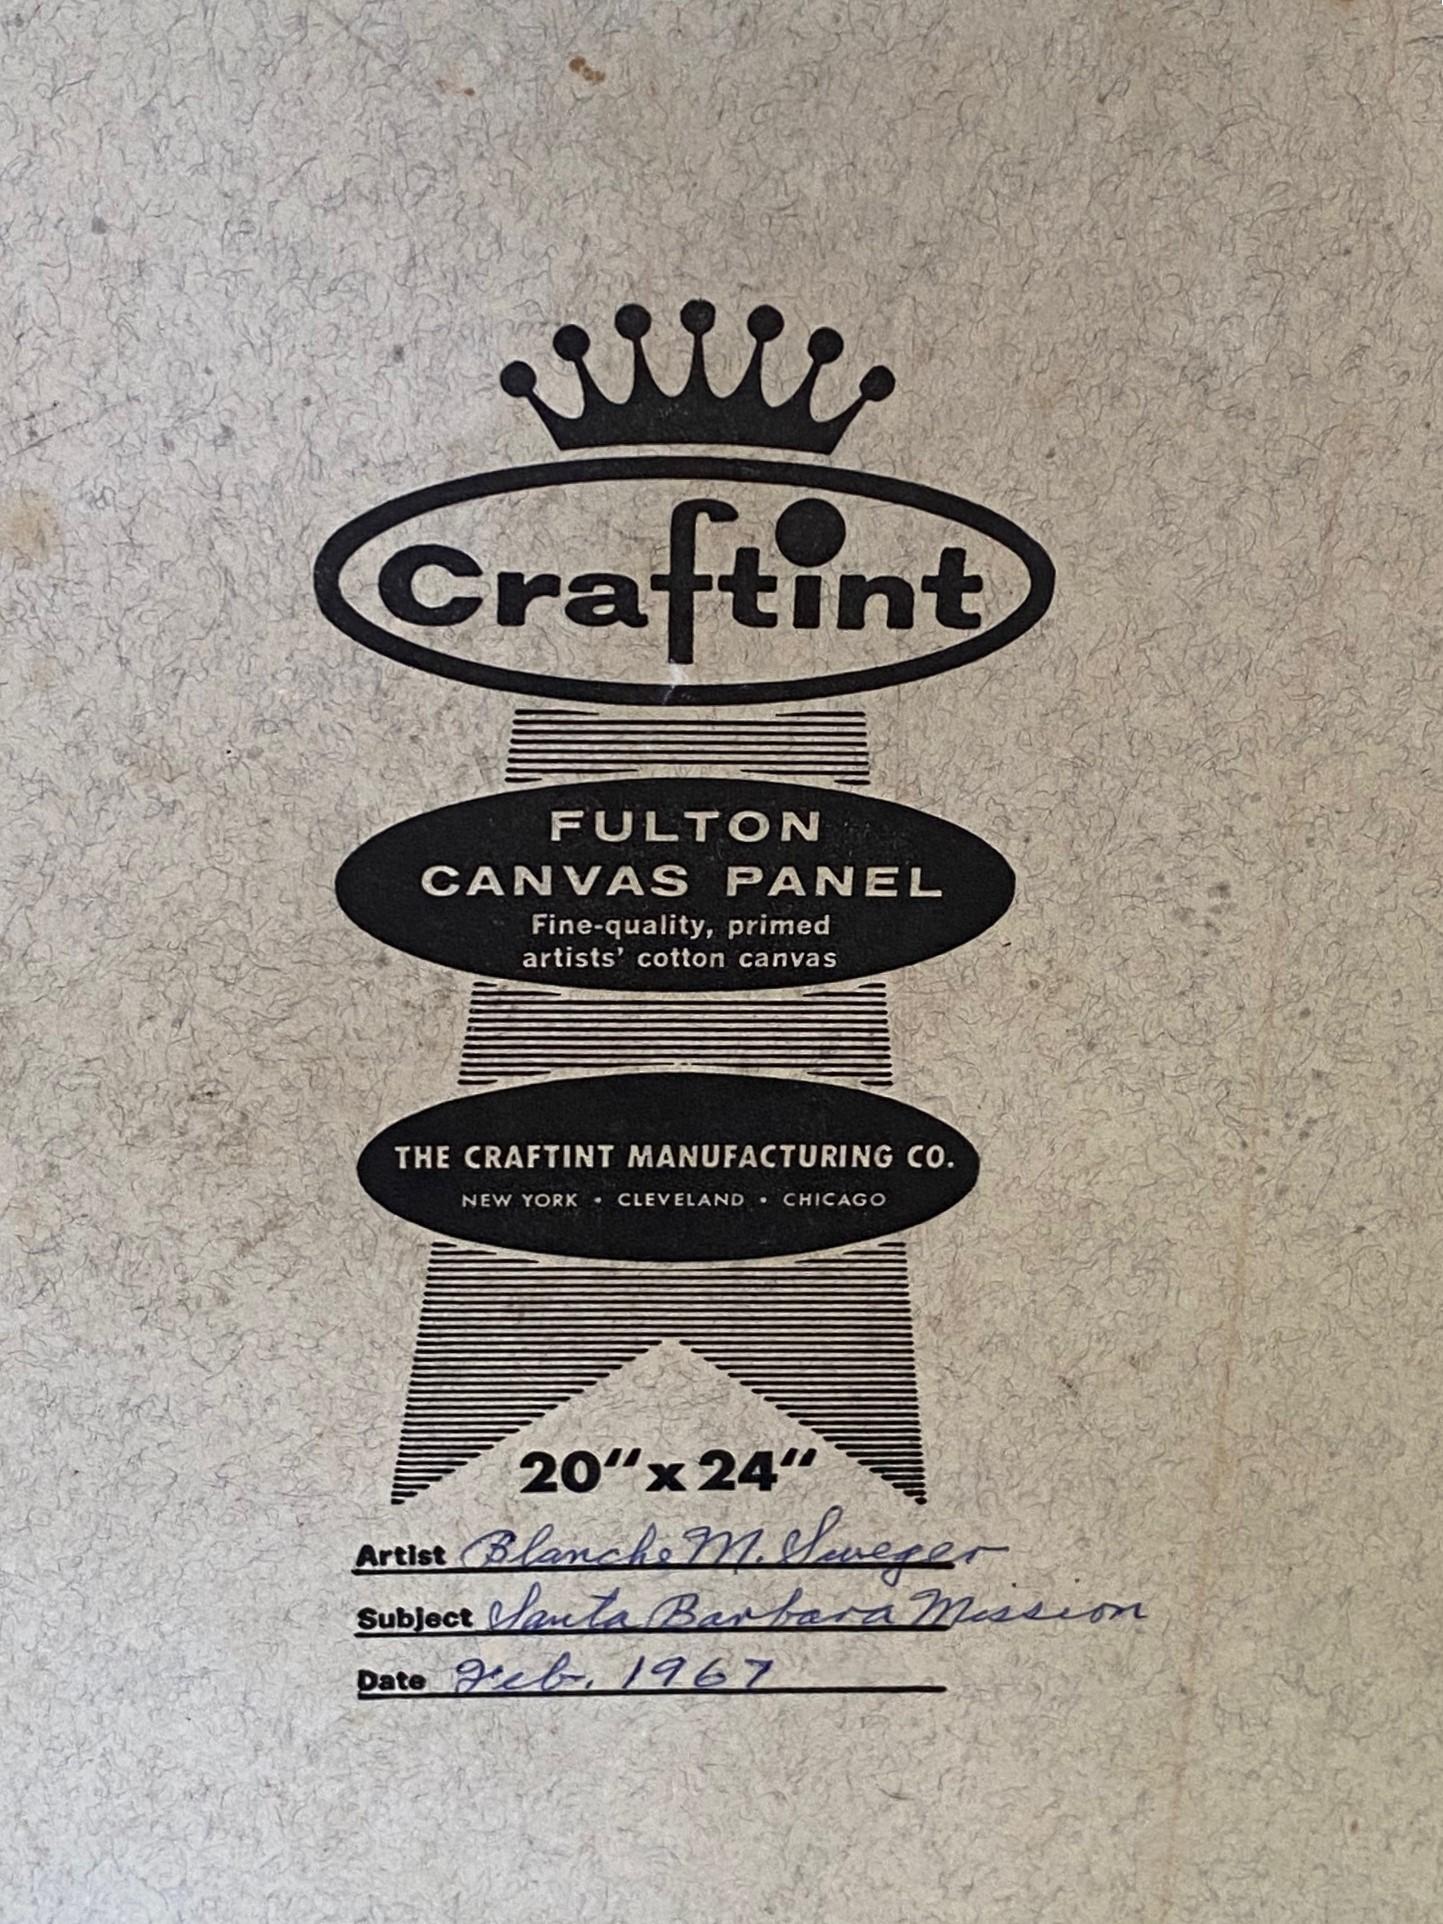 Craftint
FULTON
CANVAS PANEL
Fine-quality, primed
artists' cotton canvas
THE CRAFTINT MANUFACTURING CO.
NEW YORK • CLEVELAND • CHICAGO
20" x 24"
Artist Blanche M. Sweger
Subject Santa Barbara Mission
Date Feb. 1967